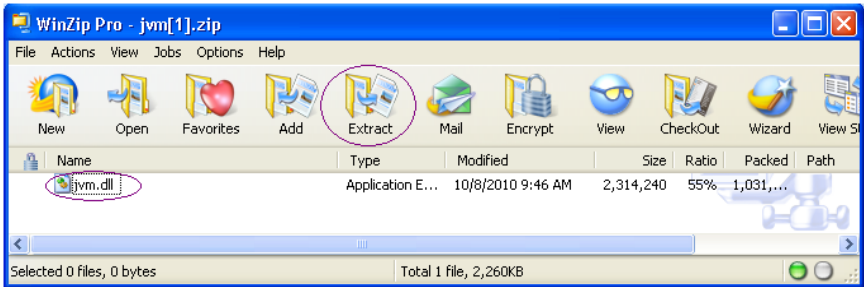 WinZip Pro - jvm[1].zip
File Actions View Jobs Options Help
New Open Favorites Add Extract Mail Encrypt View CheckOut Wizard View
Name Type Modified Size Ratio Packed Path
jvm.dll Application E... 10/8/2010 9:46 AM 2,314,240 55% 1,031,...
Selected 0 files, 0 bytes Total 1 file, 2,260KB